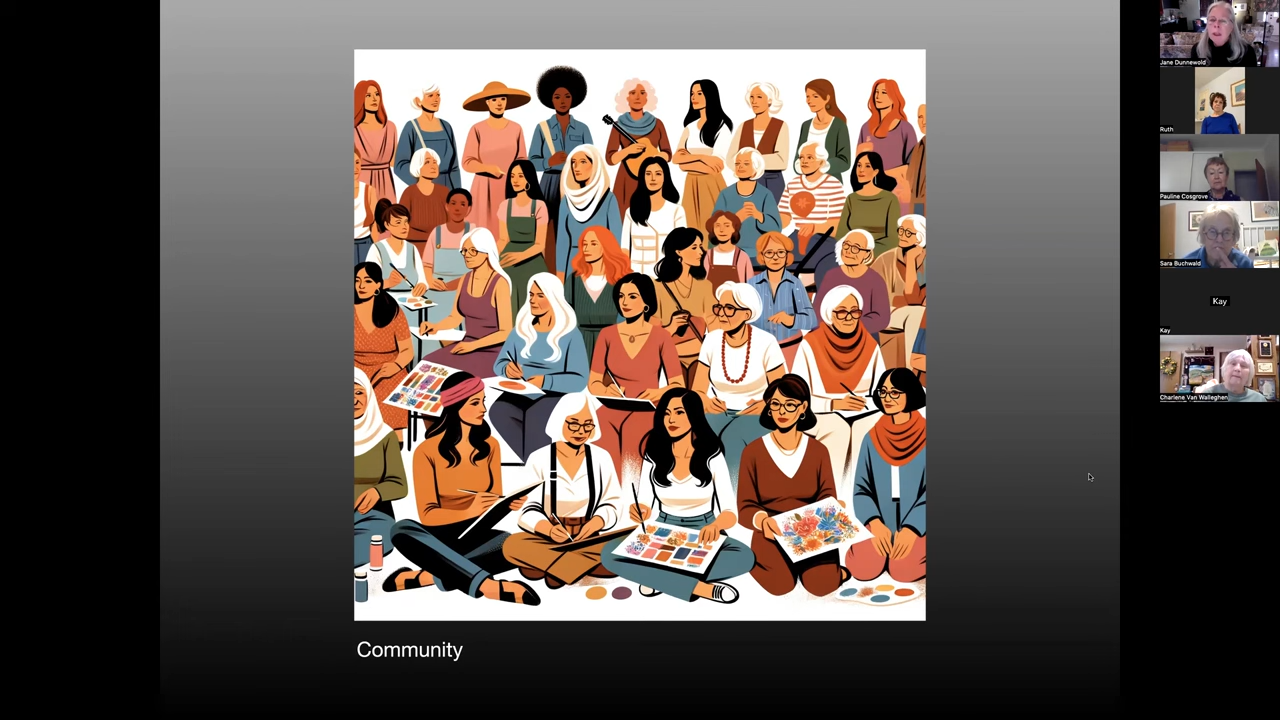 Community
Jane Dunnewold
Ruth
Pauline Cosgrove
Sara Buchwald
Kay
Kay
Charlene Van Walleghen